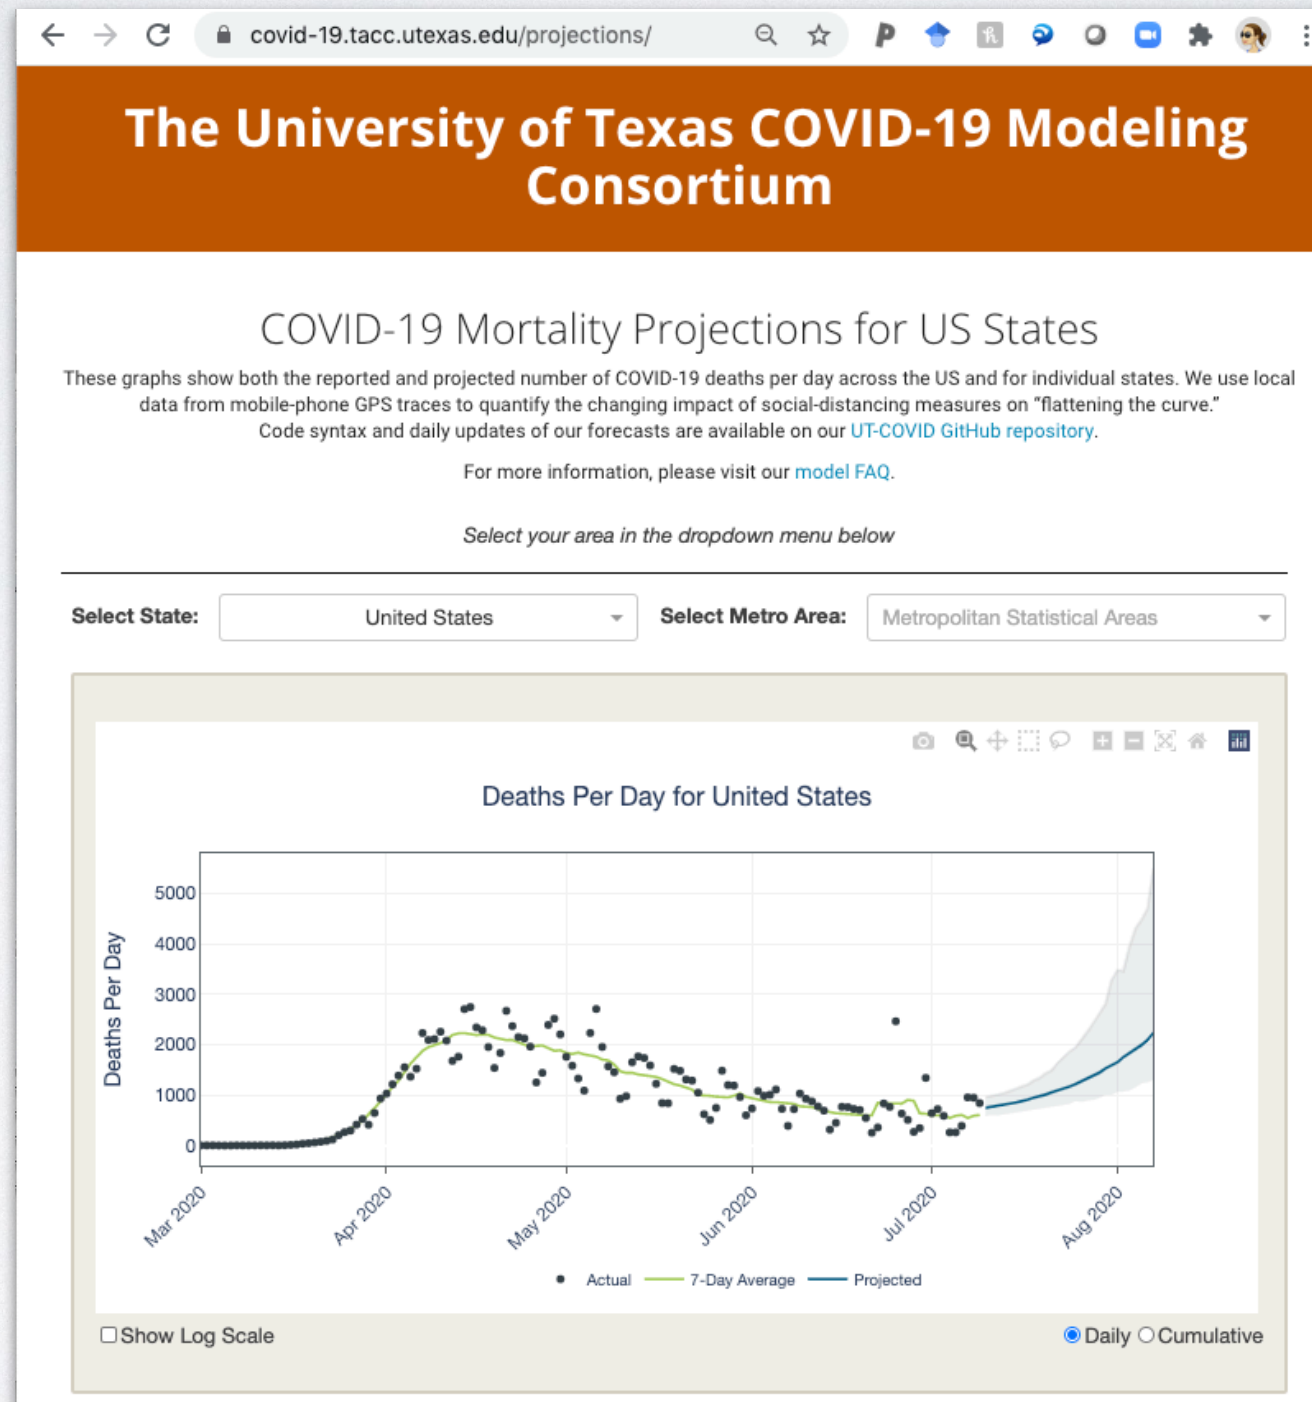 covid-19.tacc.utexas.edu/projections/
The University of Texas COVID-19 Modeling
Consortium
COVID-19 Mortality Projections for US States
These graphs show both the reported and projected number of COVID-19 deaths per day across the US and for individual states. We use local
data from mobile-phone GPS traces to quantify the changing impact of social-distancing measures on “flattening the curve.”
Code syntax and daily updates of our forecasts are available on our UT-COVID GitHub repository.
For more information, please visit our model FAQ.
Select your area in the dropdown menu below
Select State: United States Select Metro Area: Metropolitan Statistical Areas
Deaths Per Day for United States
Deaths Per Day
5000
4000
3000
2000
1000
0
Mar 2020 Apr 2020 May 2020 Jun 2020 Jul 2020 Aug 2020
Actual 7-Day Average Projected
Show Log Scale Daily Cumulative